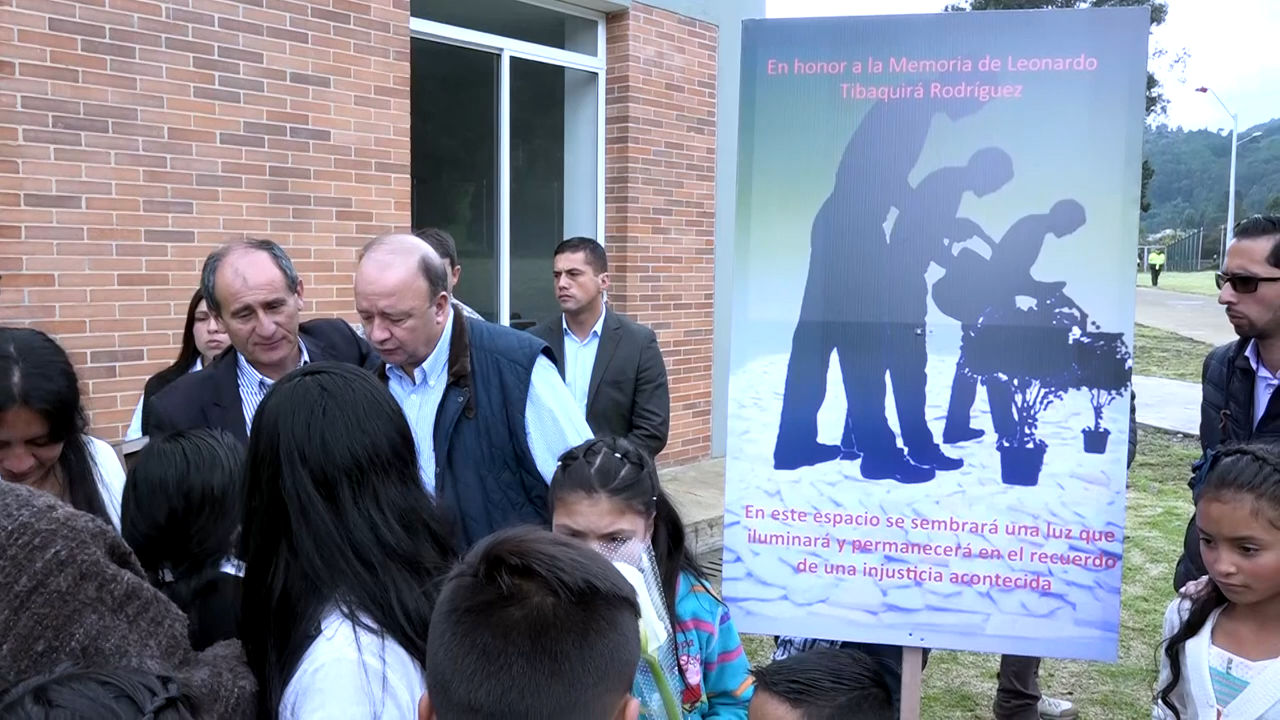 En honor a la Memoria de Leonardo
Tibaquirá Rodríguez
En este espacio se sembrará una luz que
iluminará y permanecerá en el recuerdo
de una injusticia acontecida